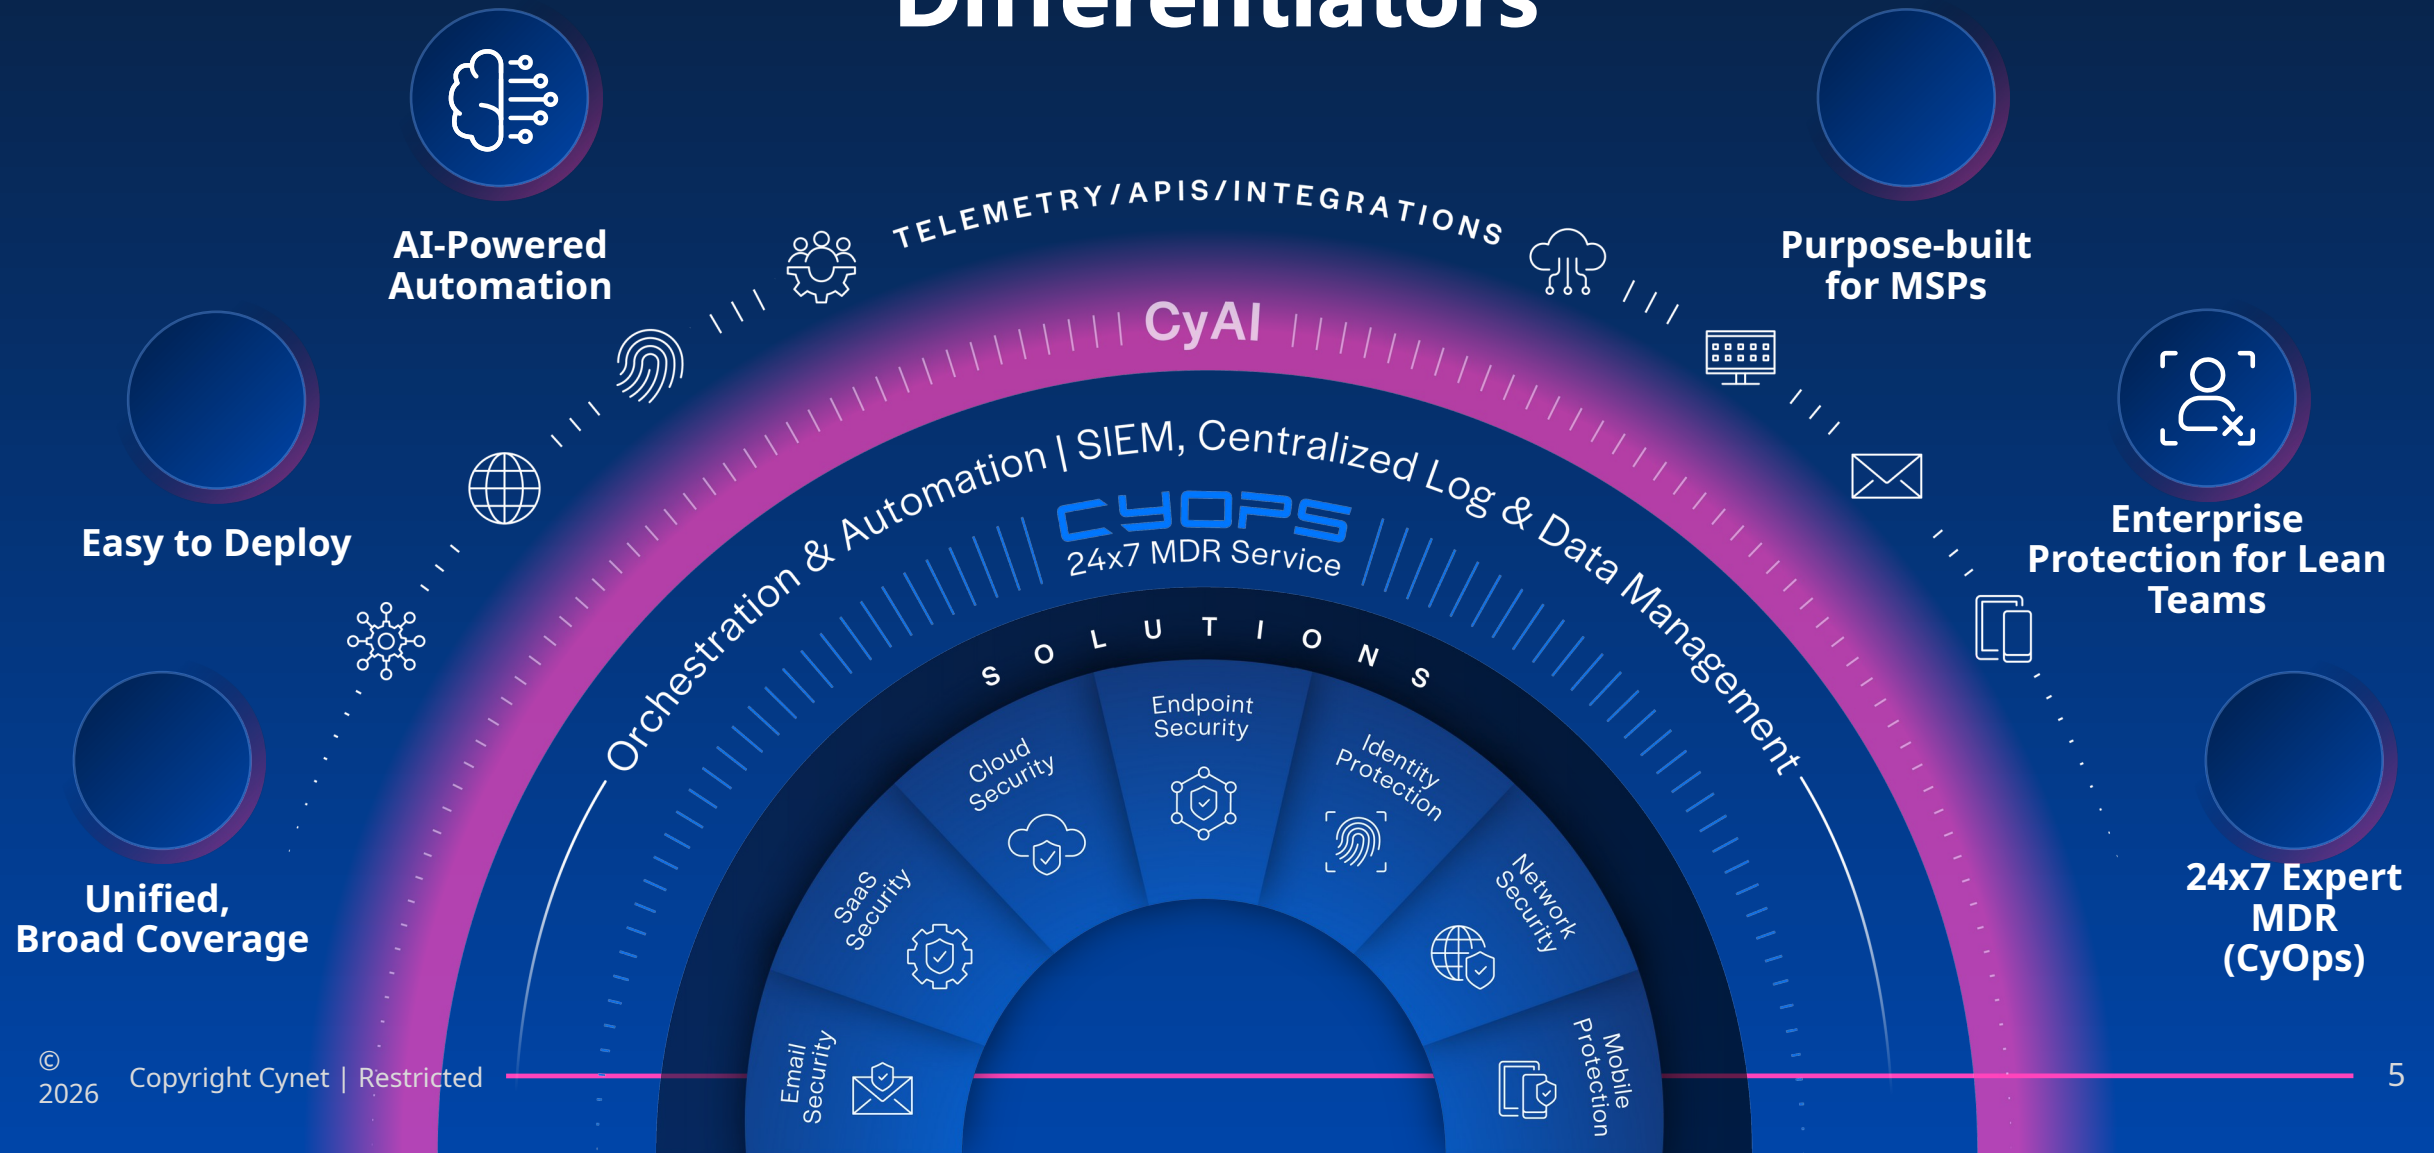 Differentiators
AI-Powered
Automation
Purpose-built
for MSPs
Easy to Deploy
Enterprise
Protection for Lean
Teams
Unified,
Broad Coverage
24x7 Expert
MDR
(CyOps)
TELEMETRY/APIS/INTEGRATIONS
CyAI
Orchestration & Automation | SIEM, Centralized Log & Data Management
CYOPS
24x7 MDR Service
SOLUTIONS
Email
Security
SaaS
Security
Cloud
Security
Endpoint
Security
Identity
Protection
Network
Security
Mobile
Protection
©
2026
Copyright Cynet | Restricted
5